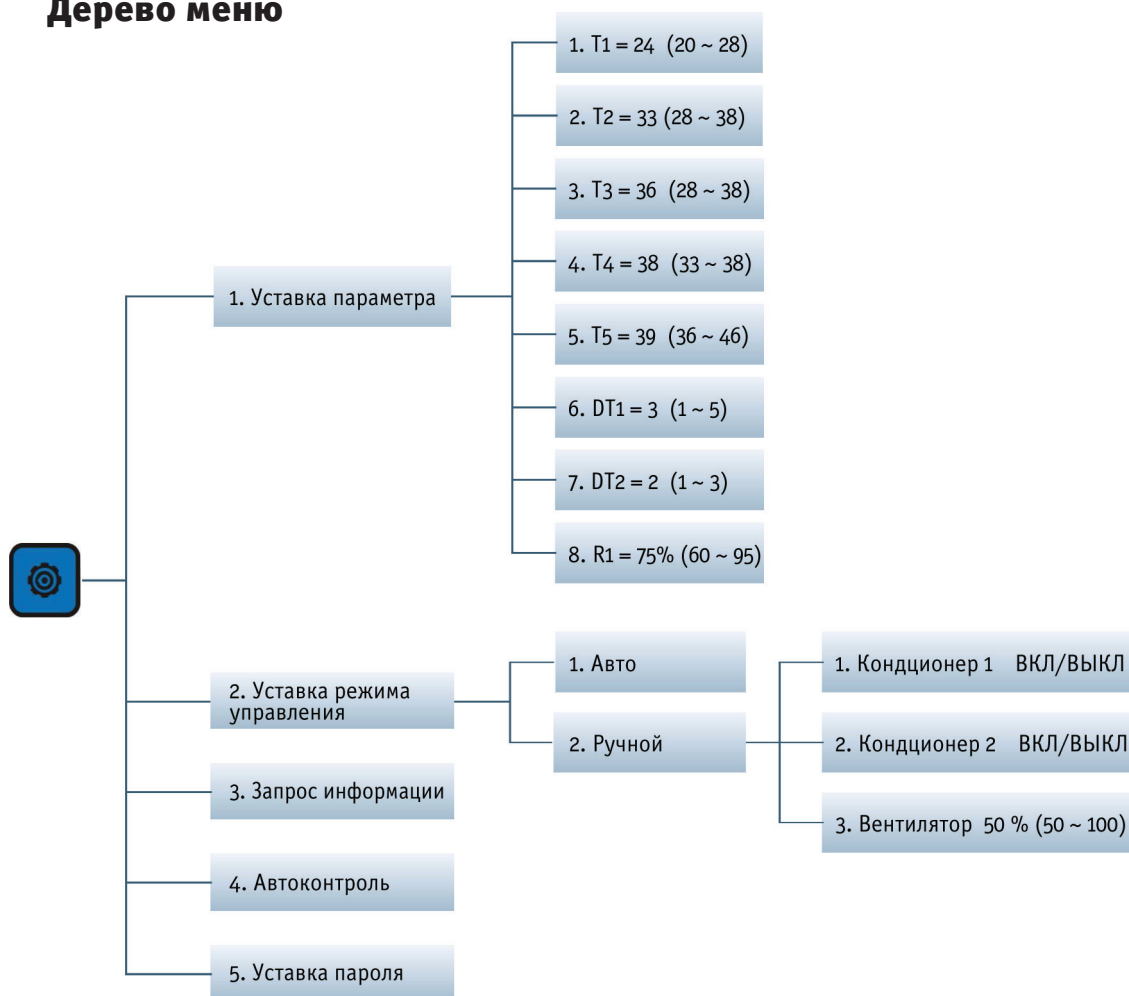 Дерево меню
1. Уставка параметра
1. T1 = 24 (20 ~ 28)
2. T2 = 33 (28 ~ 38)
3. T3 = 36 (28 ~ 38)
4. T4 = 38 (33 ~ 38)
5. T5 = 39 (36 ~ 46)
6. DT1 = 3 (1 ~ 5)
7. DT2 = 2 (1 ~ 3)
8. R1 = 75% (60 ~ 95)
2. Уставка режима
управления
1. Авто
2. Ручной
1. Кондционер 1 ВКЛ/ВЫКЛ
2. Кондционер 2 ВКЛ/ВЫКЛ
3. Вентилятор 50 % (50 ~ 100)
3. Запрос информации
4. Автоконтроль
5. Уставка пароля